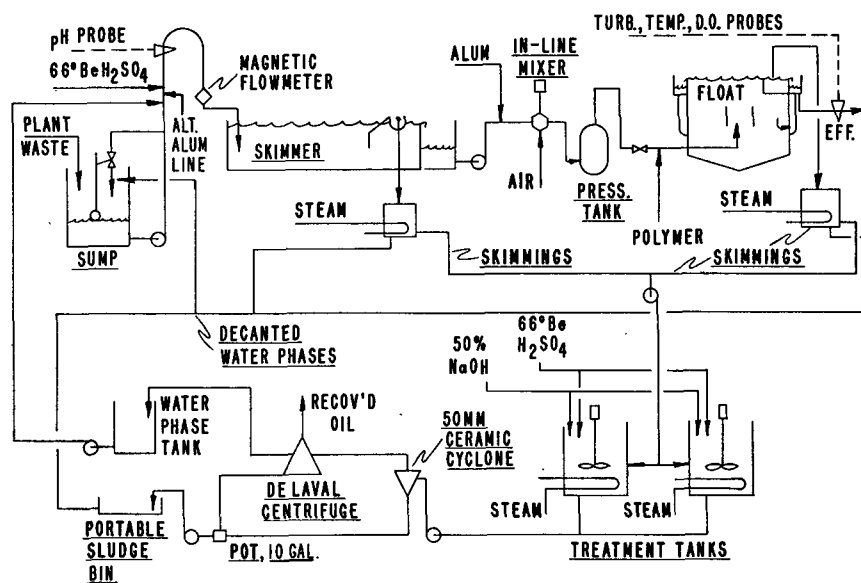 TURB., TEMP., D.O. PROBES
pH PROBE
66°BeH2SO4
MAGNETIC
FLOWMETER
ALUM
IN-LINE
MIXER
FLOAT
EFF.
PLANT
WASTE
ALT.
ALUM
LINE
SKIMMER
AIR
PRESS.
TANK
STEAM
STEAM
POLYMER
SUMP
SKIMMINGS
SKIMMINGS
DECANTED
WATER PHASES
50%
NaOH
66°Be
H2SO4
WATER
PHASE
TANK
RECOV'D
OIL
50MM
CERAMIC
CYCLONE
DE LAVAL
CENTRIFUGE
STEAM
STEAM
PORTABLE
SLUDGE
BIN
POT, 10 GAL.
TREATMENT TANKS